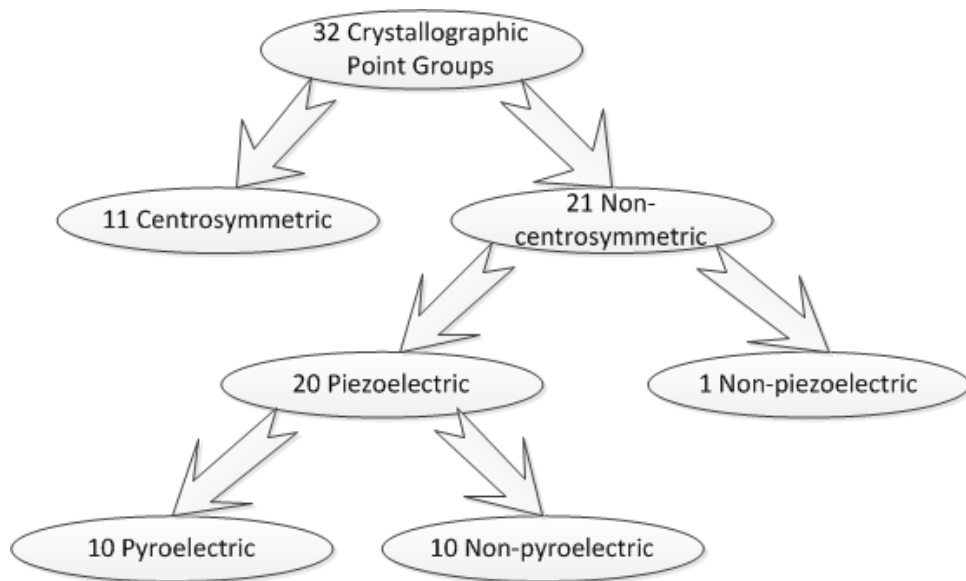 32 Crystallographic
Point Groups
11 Centrosymmetric
21 Non-
centrosymmetric
20 Piezoelectric
1 Non-piezoelectric
10 Pyroelectric
10 Non-pyroelectric